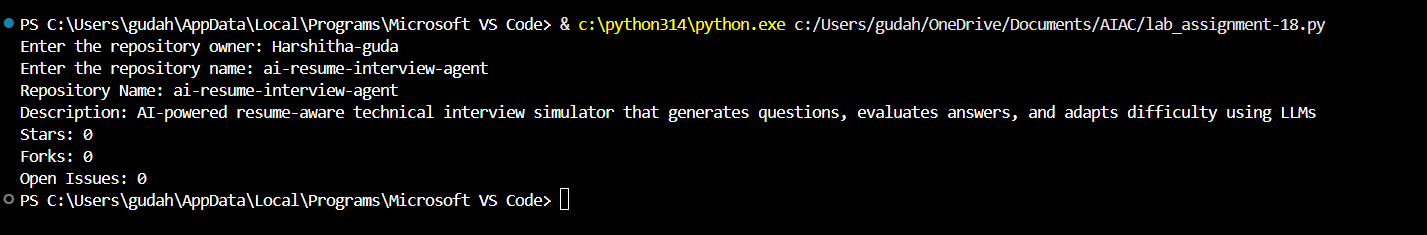 PS C:\Users\gudah\AppData\Local\Programs\Microsoft VS Code> & c:\python314\python.exe c:/Users/gudah/OneDrive/Documents/AIAC/lab_assignment-18.py
Enter the repository owner: Harshitha-guda
Enter the repository name: ai-resume-interview-agent
Repository Name: ai-resume-interview-agent
Description: AI-powered resume-aware technical interview simulator that generates questions, evaluates answers, and adapts difficulty using LLMs
Stars: 0
Forks: 0
Open Issues: 0
PS C:\Users\gudah\AppData\Local\Programs\Microsoft VS Code>